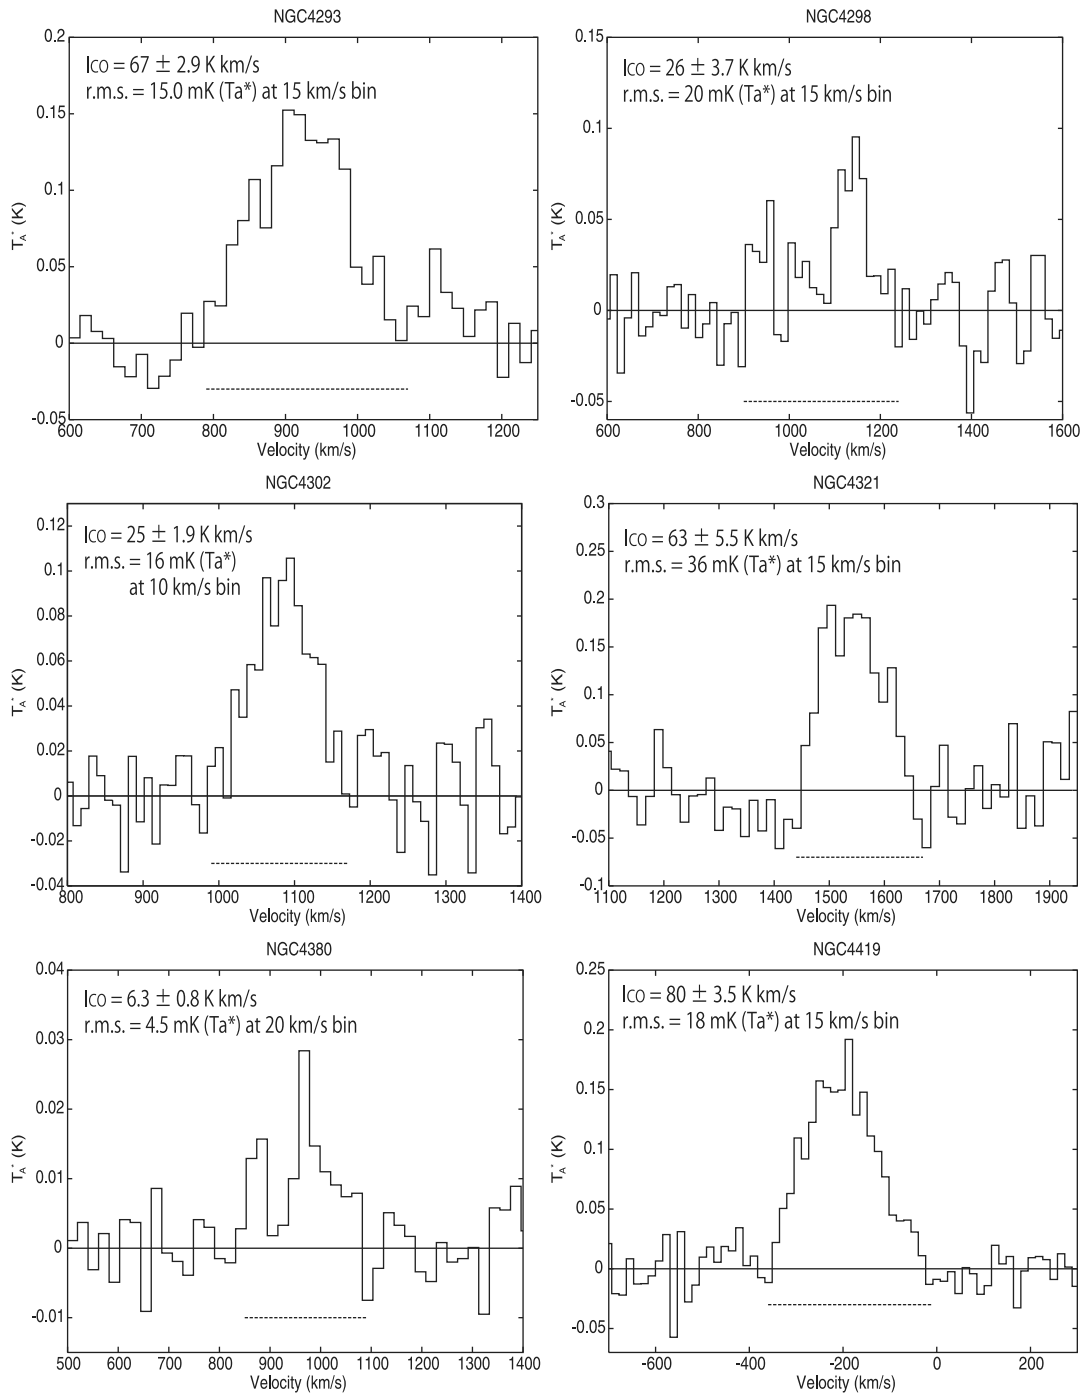 NGC4293
0.2
0.15
0.1
0.05
0
-0.05
T_A^* (K)
Ico = 67 ± 2.9 K km/s
r.m.s. = 15.0 mK (Ta*) at 15 km/s bin
600 700 800 900 1000 1100 1200
Velocity (km/s)
NGC4298
0.15
0.1
0.05
0
-0.05
T_A^* (K)
Ico = 26 ± 3.7 K km/s
r.m.s. = 20 mK (Ta*) at 15 km/s bin
600 800 1000 1200 1400 1600
Velocity (km/s)
NGC4302
0.12
0.1
0.08
0.06
0.04
0.02
0
-0.02
-0.04
T_A^* (K)
Ico = 25 ± 1.9 K km/s
r.m.s. = 16 mK (Ta*)
at 10 km/s bin
800 900 1000 1100 1200 1300 1400
Velocity (km/s)
NGC4321
0.3
0.25
0.2
0.15
0.1
0.05
0
-0.05
-0.1
T_A^* (K)
Ico = 63 ± 5.5 K km/s
r.m.s. = 36 mK (Ta*) at 15 km/s bin
1100 1200 1300 1400 1500 1600 1700 1800 1900
Velocity (km/s)
NGC4380
0.04
0.03
0.02
0.01
0
-0.01
T_A^* (K)
Ico = 6.3 ± 0.8 K km/s
r.m.s. = 4.5 mK (Ta*) at 20 km/s bin
500 600 700 800 900 1000 1100 1200 1300 1400
Velocity (km/s)
NGC4419
0.25
0.2
0.15
0.1
0.05
0
-0.05
T_A^* (K)
Ico = 80 ± 3.5 K km/s
r.m.s. = 18 mK (Ta*) at 15 km/s bin
-600 -400 -200 0 200
Velocity (km/s)